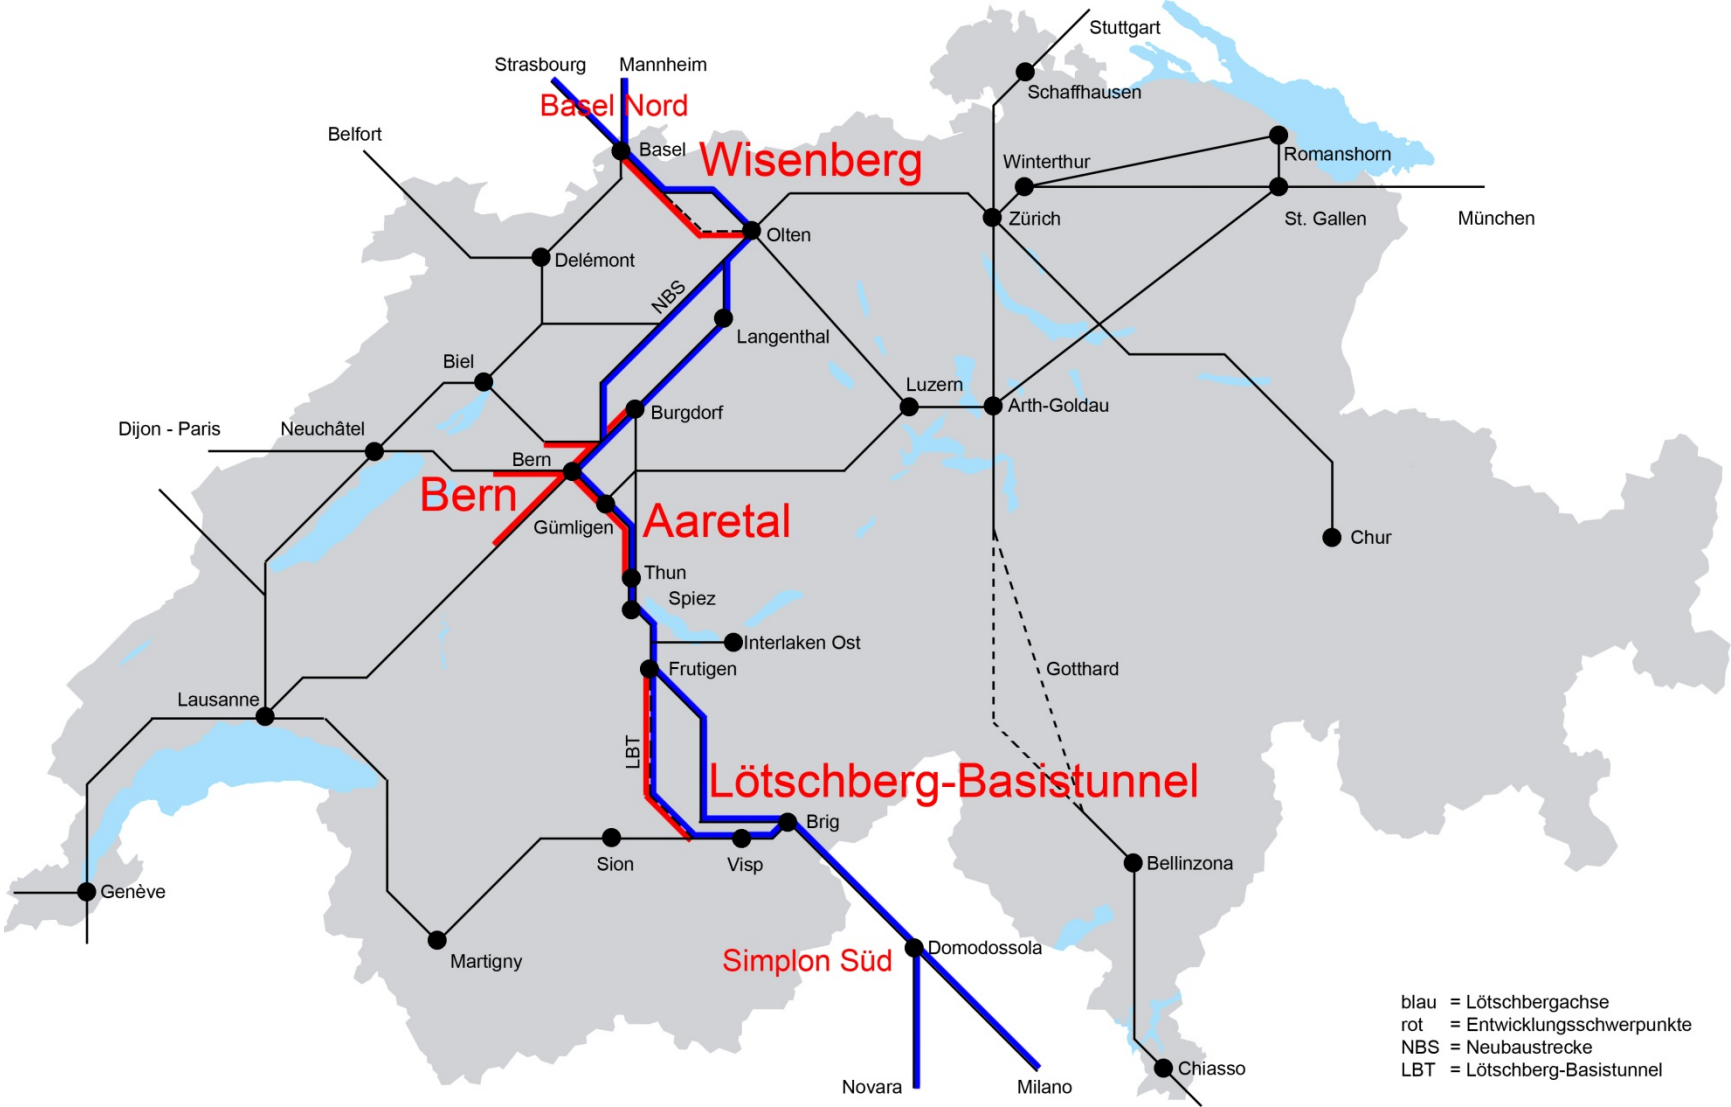 Stuttgart
Strasbourg
Mannheim
Schaffhausen
Basel Nord
Belfort
Basel
Wisenberg
Winterthur
Romanshorn
Zürich
St. Gallen
München
Olten
Delémont
NBS
Langenthal
Biel
Luzern
Arth-Goldau
Burgdorf
Dijon - Paris
Neuchâtel
Bern
Bern
Gümligen
Aaretal
Chur
Thun
Spiez
Interlaken Ost
Frutigen
Gotthard
Lausanne
LBT
Lötschberg-Basistunnel
Brig
Sion
Visp
Bellinzona
Genève
Martigny
Simplon Süd
Domodossola
Novara
Milano
Chiasso
blau = Lötschbergachse
rot = Entwicklungsschwerpunkte
NBS = Neubaustrecke
LBT = Lötschberg-Basistunnel